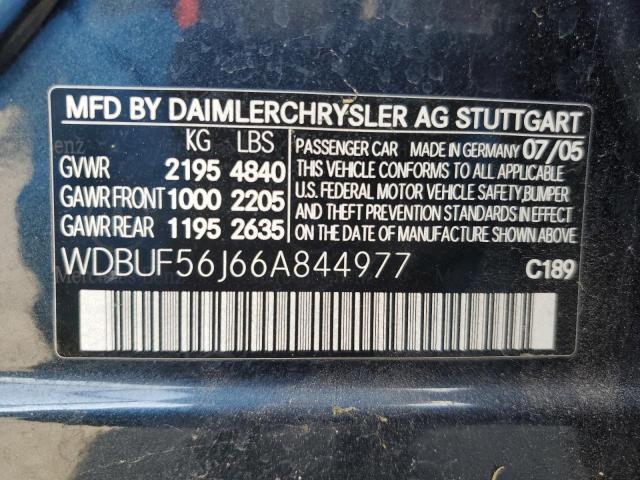 MFD BY DAIMLERCHRYSLER AG STUTTGART
KG LBS
GVWR 2195 4840
GAWR FRONT 1000 2205
GAWR REAR 1195 2635
PASSENGER CAR MADE IN GERMANY 07/05
THIS VEHICLE CONFORMS TO ALL APPLICABLE
U.S. FEDERAL MOTOR VEHICLE SAFETY, BUMPER
AND THEFT PREVENTION STANDARDS IN EFFECT
ON THE DATE OF MANUFACTURE SHOWN ABOVE.
WDBUF56J66A844977 C189